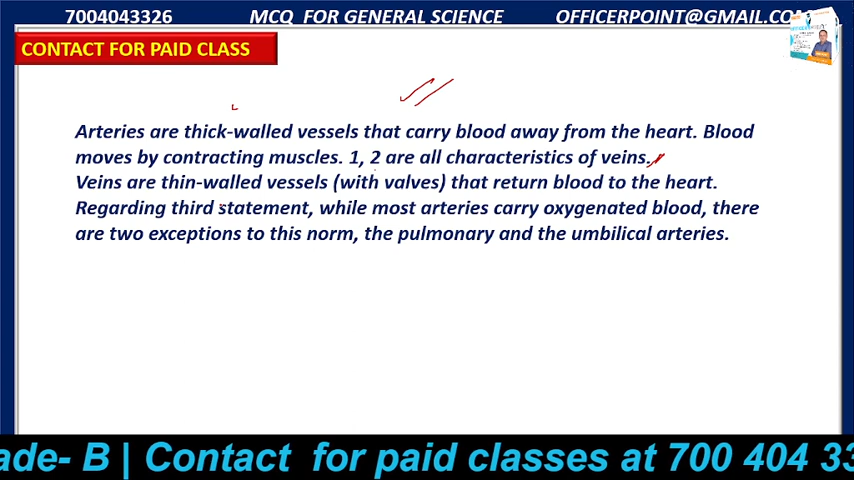 7004043326 MCQ FOR GENERAL SCIENCE OFFICERPOINT@GMAIL.COM
CONTACT FOR PAID CLASS
Arteries are thick-walled vessels that carry blood away from the heart. Blood
moves by contracting muscles. 1, 2 are all characteristics of veins.
Veins are thin-walled vessels (with valves) that return blood to the heart.
Regarding third statement, while most arteries carry oxygenated blood, there
are two exceptions to this norm, the pulmonary and the umbilical arteries.
ade- B | Contact for paid classes at 700 404 33